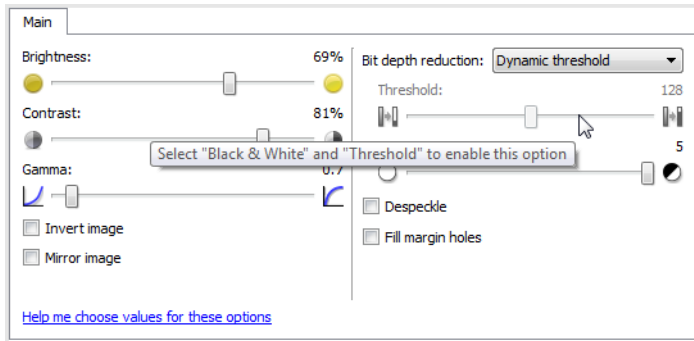 Main
Brightness:
69%
Contrast:
81%
Gamma:
0.7
Invert image
Mirror image
Help me choose values for these options
Bit depth reduction:
Dynamic threshold
Threshold:
128
Select "Black & White" and "Threshold" to enable this option
5
Despeckle
Fill margin holes